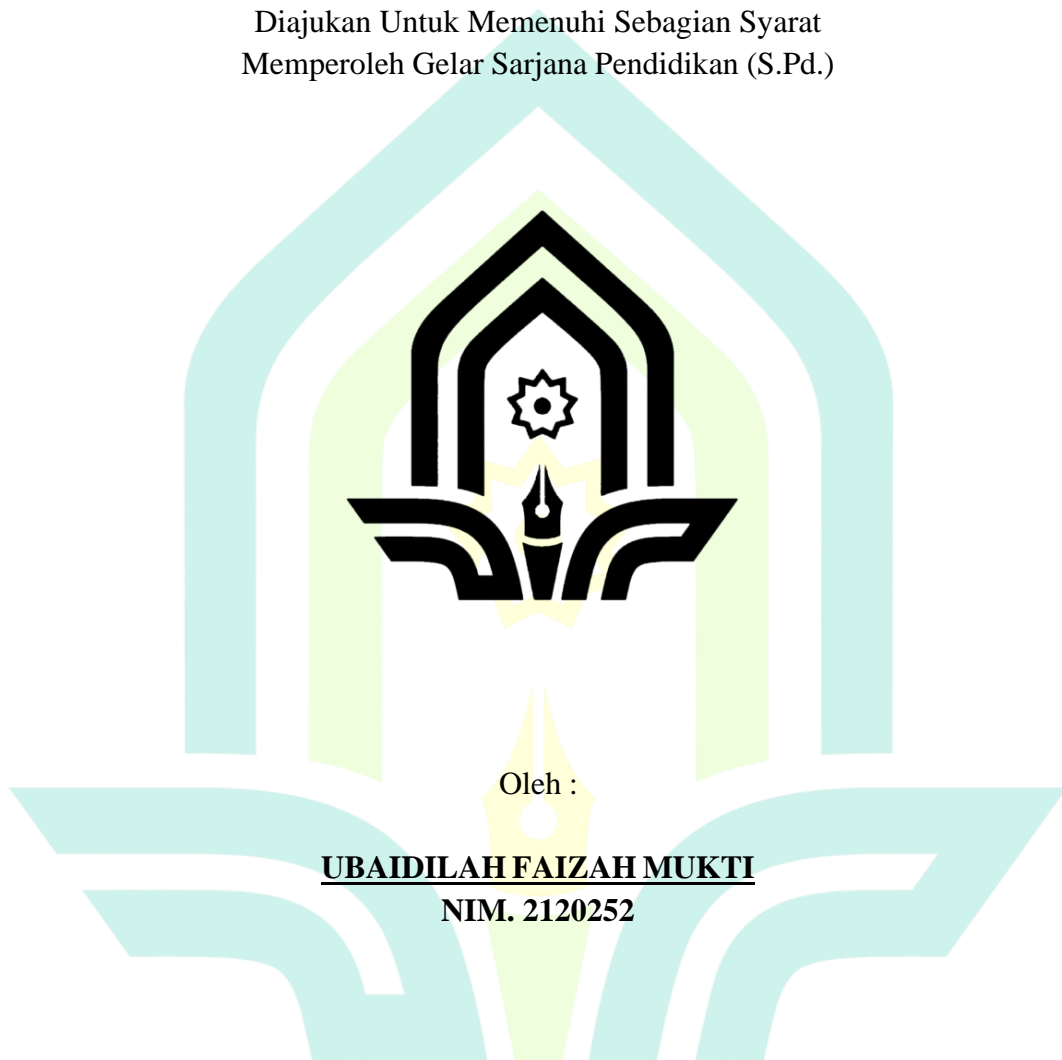 Diajukan Untuk Memenuhi Sebagian Syarat
Memperoleh Gelar Sarjana Pendidikan (S.Pd.)
Oleh :
UBAIDILAH FAIZAH MUKTI
NIM. 2120252